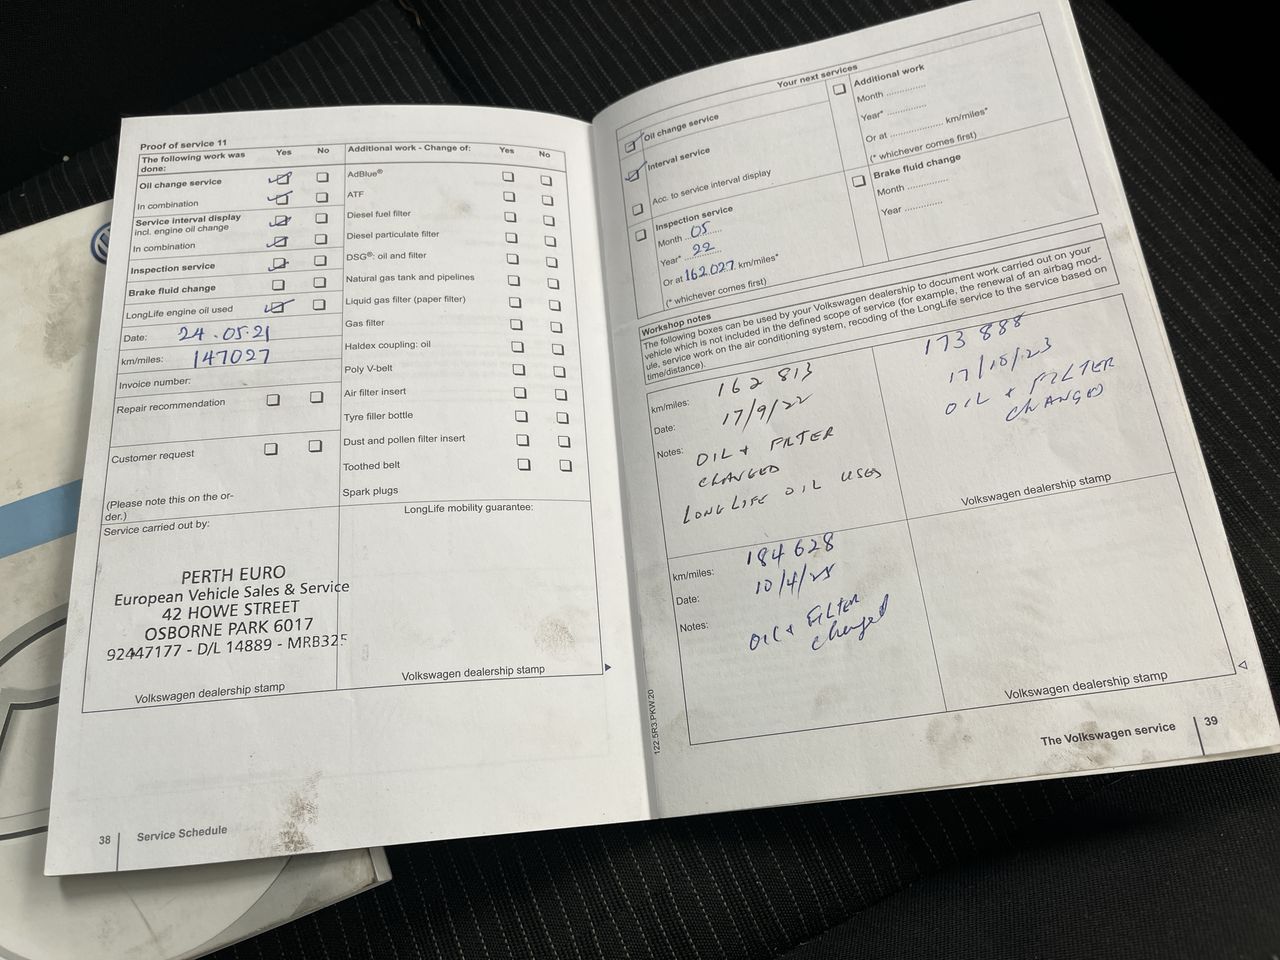 Proof of service 11
The following work was done: Yes No
Oil change service
In combination
Service interval display
incl. engine oil change
In combination
Inspection service
Brake fluid change
LongLife engine oil used
Date: 24.05.21
km/miles: 147027
Invoice number:
Repair recommendation
Customer request
(Please note this on the or-
der.)
Service carried out by:
PERTH EURO
European Vehicle Sales & Service
42 HOWE STREET
OSBORNE PARK 6017
92447177 - D/L 14889 - MRB325
Volkswagen dealership stamp
Additional work - Change of: Yes No
AdBlue®
ATF
Diesel fuel filter
Diesel particulate filter
DSG®: oil and filter
Natural gas tank and pipelines
Liquid gas filter (paper filter)
Gas filter
Haldex coupling: oil
Poly V-belt
Air filter insert
Tyre filler bottle
Dust and pollen filter insert
Toothed belt
Spark plugs
LongLife mobility guarantee:
Volkswagen dealership stamp
38 Service Schedule
Your next services
Oil change service
Interval service
Acc. to service interval display
Inspection service
Month 05
Year* 22
Or at 162.027 km/miles*
(* whichever comes first)
Additional work
Month ..............
Year* ..............
Or at .................... km/miles*
(* whichever comes first)
Brake fluid change
Month ..............
Year ..............
Workshop notes
The following boxes can be used by your Volkswagen dealership to document work carried out on your
vehicle which is not included in the defined scope of service (for example, the renewal of an airbag mod-
ule, service work on the air conditioning system, recoding of the LongLife service to the service based on
time/distance).
km/miles: 162 813
Date: 17/9/22
Notes: OIL + FILTER
CHANGED
LONGLIFE OIL USES
173 888
17/10/23
OIL + FILTER
CHANGED
Volkswagen dealership stamp
km/miles: 184628
Date: 10/4/25
Notes: OIL + FILTER
changed
Volkswagen dealership stamp
122.5R3.PKW.20
The Volkswagen service 39